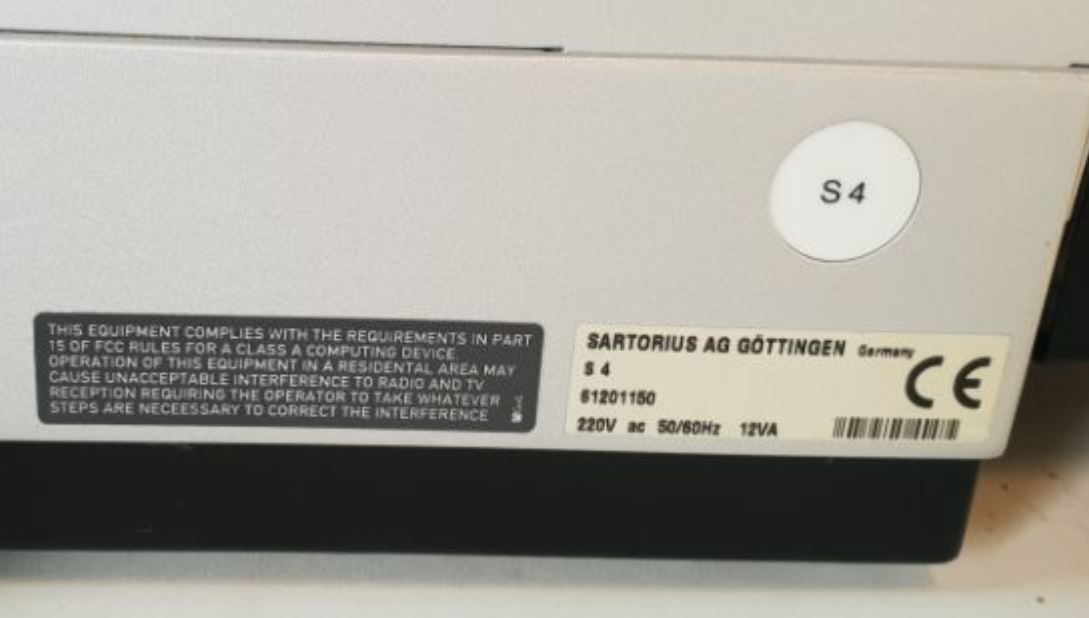 S 4
THIS EQUIPMENT COMPLIES WITH THE REQUIREMENTS IN PART
15 OF FCC RULES FOR A CLASS A COMPUTING DEVICE.
OPERATION OF THIS EQUIPMENT IN A RESIDENTAL AREA MAY
CAUSE UNACCEPTABLE INTERFERENCE TO RADIO AND TV
RECEPTION REQUIRING THE OPERATOR TO TAKE WHATEVER
STEPS ARE NECEESSARY TO CORRECT THE INTERFERENCE
SARTORIUS AG GÖTTINGEN Germany
S 4
61201150
220V ac 50/60Hz 12VA
CE